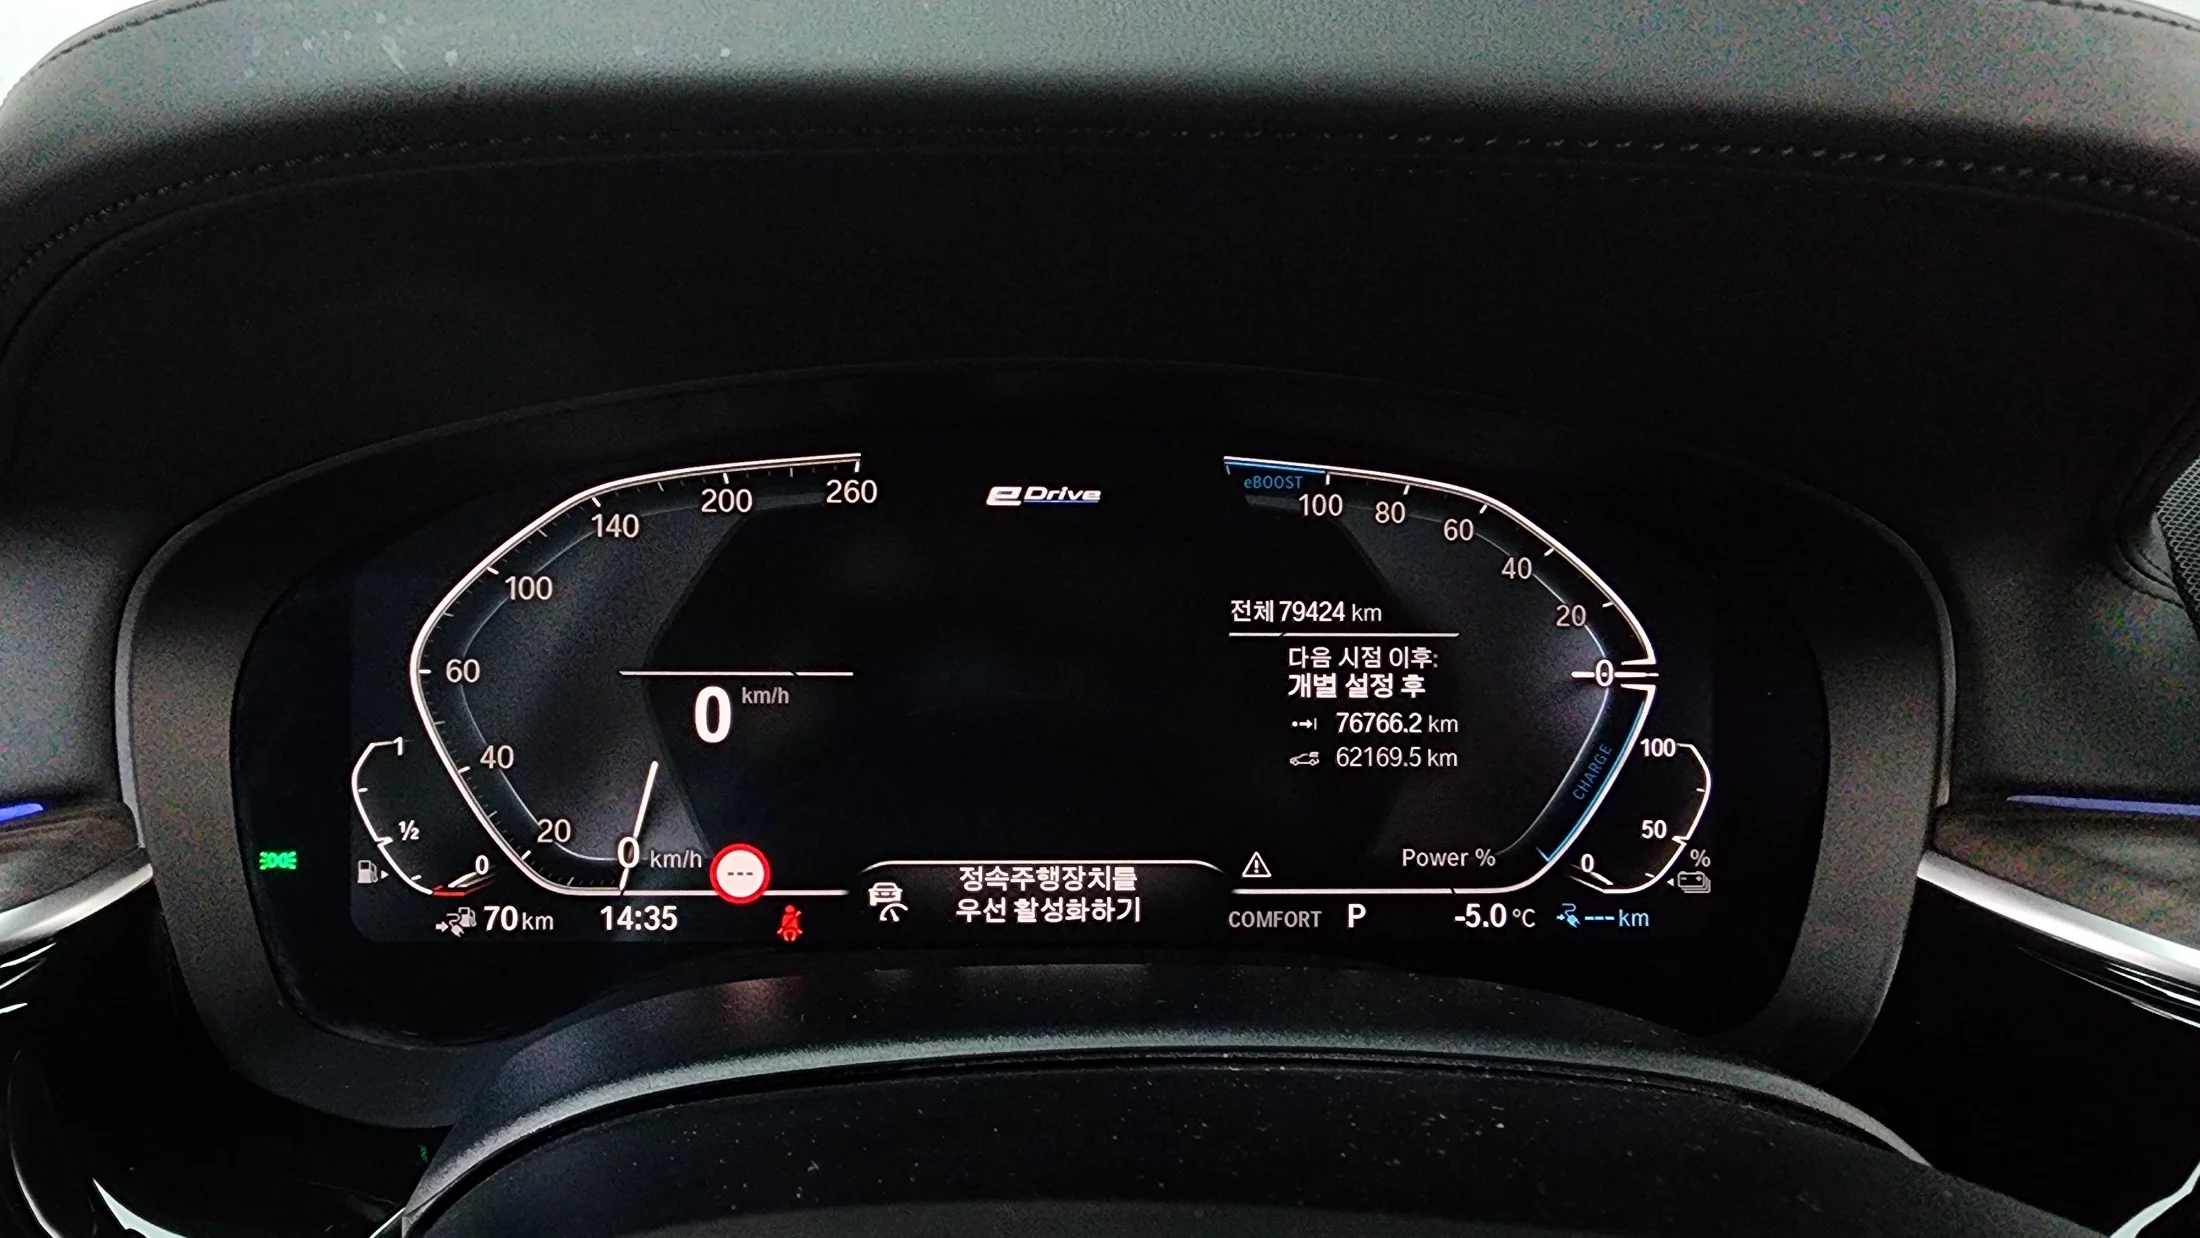 eDrive
260
200
140
100
60
40
20
0 km/h
0 km/h
1
½
0
70 km
14:35
---
정속주행장치를
우선 활성화하기
eBOOST
100
80
60
40
20
0
CHARGE
Power %
전체 79424 km
다음 시점 이후:
개별 설정 후
76766.2 km
62169.5 km
100
50
0
%
COMFORT P
-5.0 °C
--- km